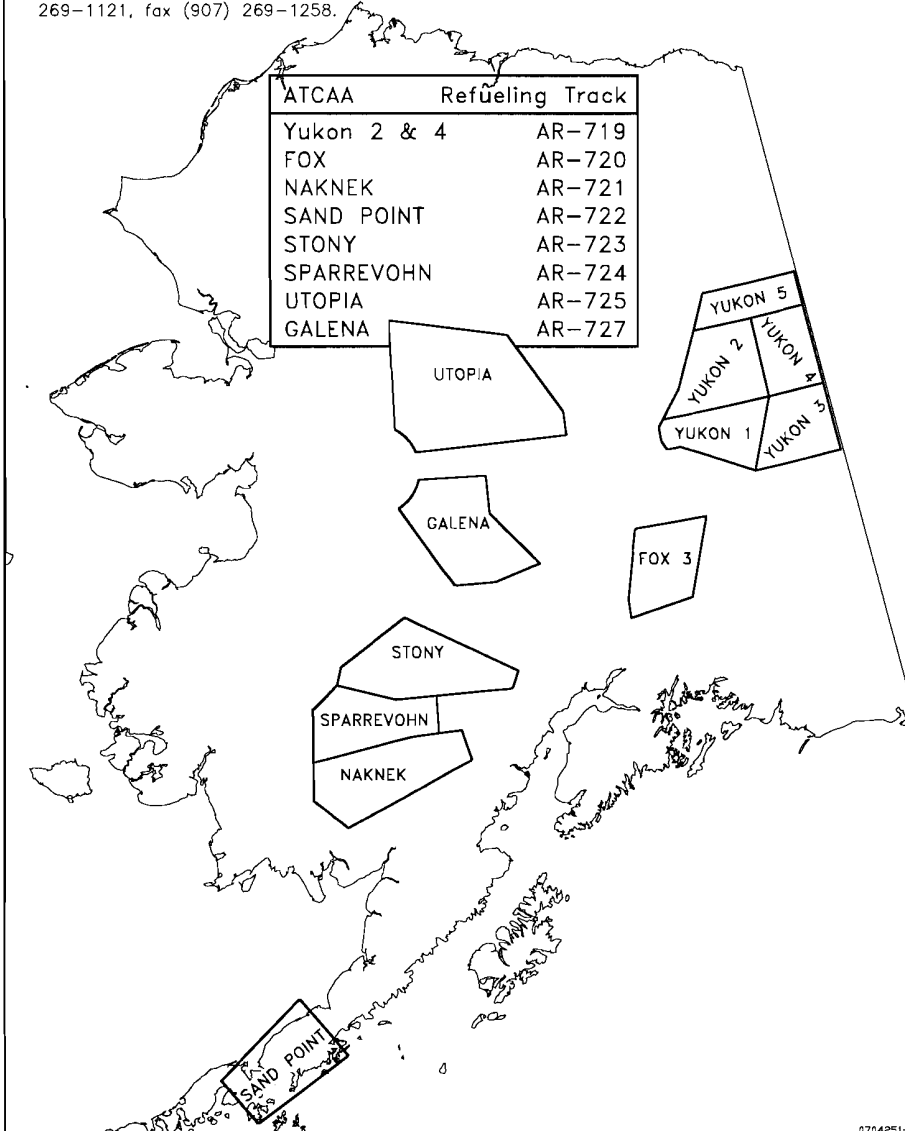 269-1121, fax (907) 269-1258.
ATCAA Refueling Track
Yukon 2 & 4 AR-719
FOX AR-720
NAKNEK AR-721
SAND POINT AR-722
STONY AR-723
SPARREVOHN AR-724
UTOPIA AR-725
GALENA AR-727
YUKON 5
YUKON 2
YUKON 4
UTOPIA
YUKON 1
YUKON 3
GALENA
FOX 3
STONY
SPARREVOHN
NAKNEK
SAND POINT